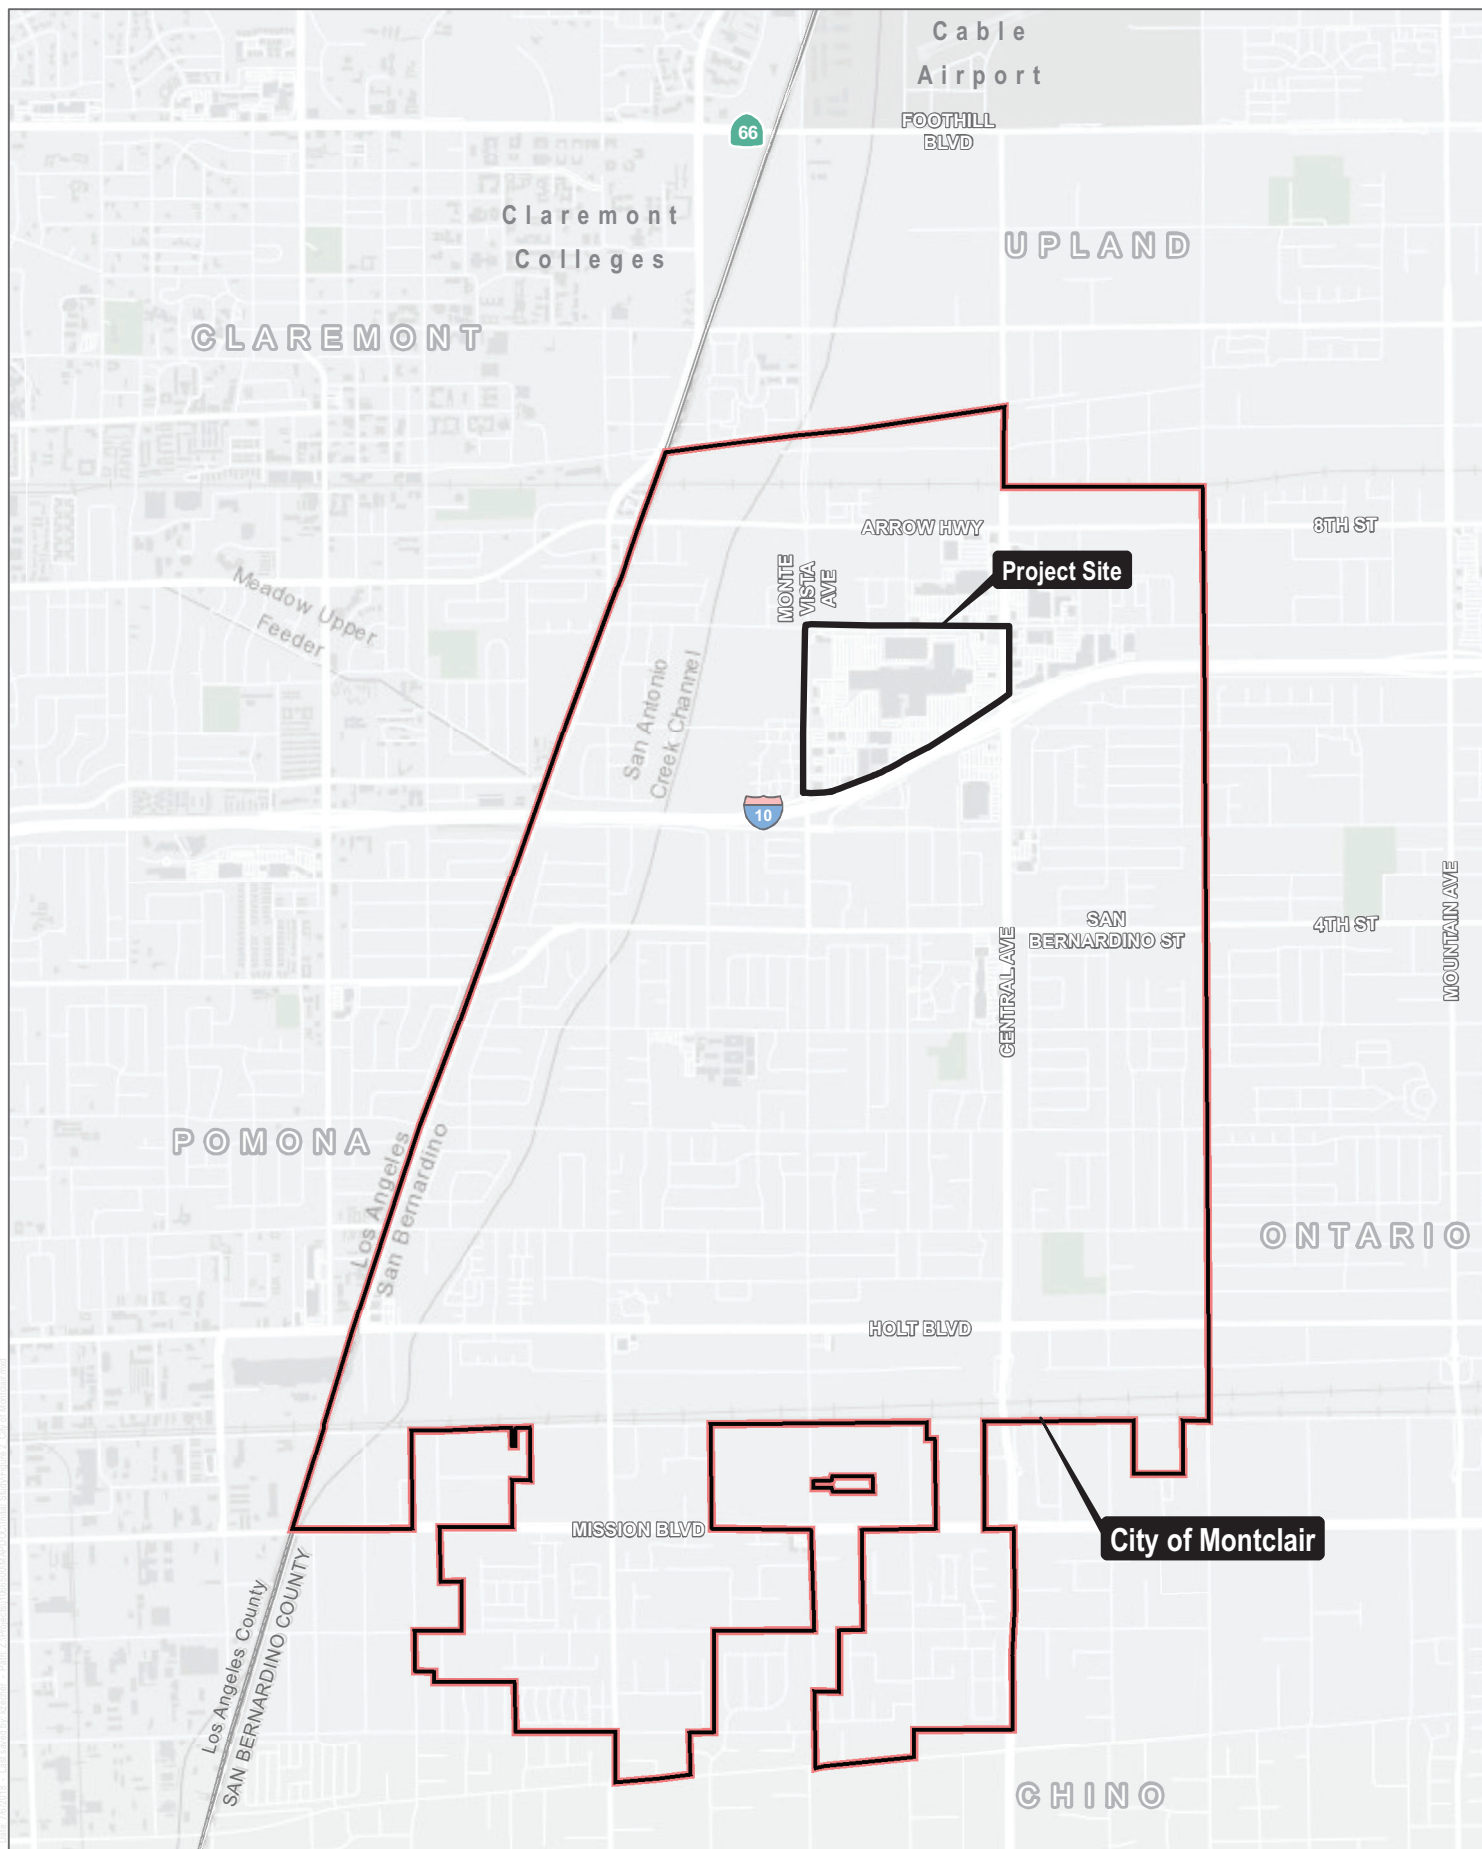 Cable
Airport
FOOTHILL
BLVD
66
Claremont
Colleges
UPLAND
CLAREMONT
ARROW HWY
8TH ST
MONTE
VISTA
AVE
Project Site
Meadow Upper
Feeder
San Antonio
Creek Channel
10
SAN
BERNARDINO ST
4TH ST
MOUNTAIN AVE
CENTRAL AVE
POMONA
Los Angeles
San Bernardino
ONTARIO
HOLT BLVD
MISSION BLVD
City of Montclair
Los Angeles County
SAN BERNARDINO COUNTY
CHINO